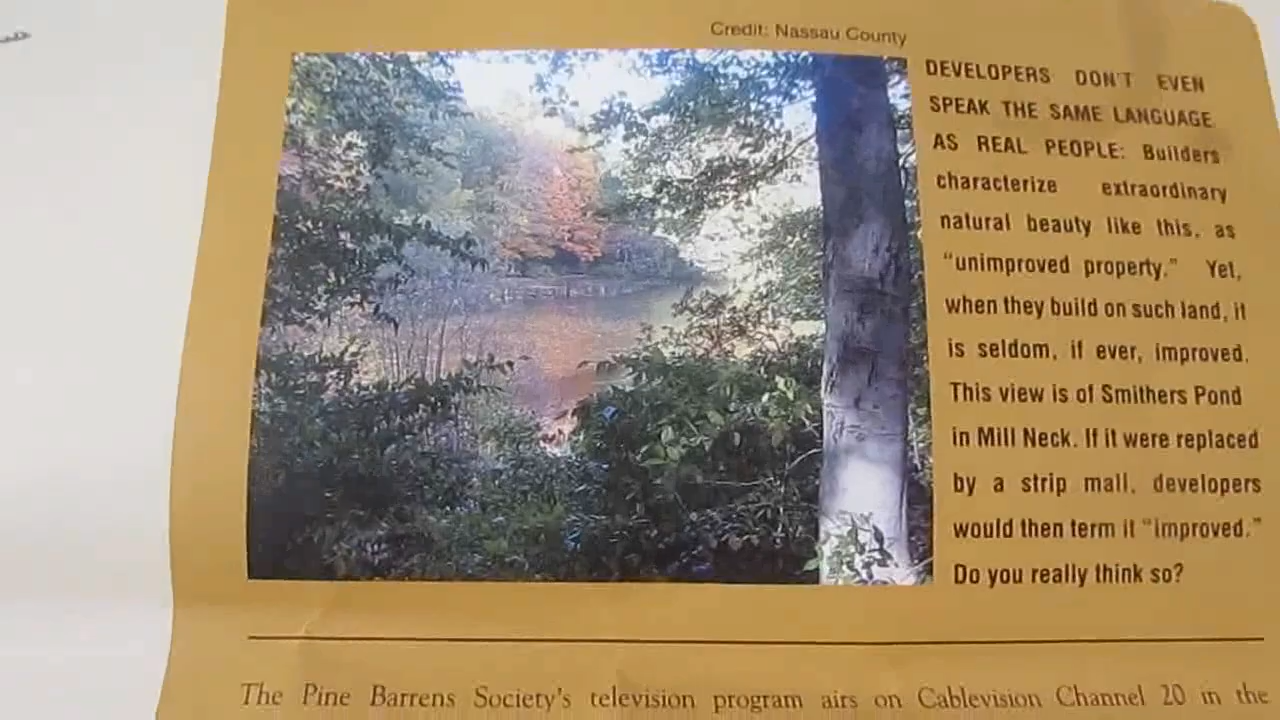 Credit: Nassau County
DEVELOPERS DON'T EVEN
SPEAK THE SAME LANGUAGE
AS REAL PEOPLE: Builders
characterize extraordinary
natural beauty like this, as
"unimproved property." Yet,
when they build on such land, it
is seldom, if ever, improved.
This view is of Smithers Pond
in Mill Neck. If it were replaced
by a strip mall, developers
would then term it "improved."
Do you really think so?
The Pine Barrens Society's television program airs on Cablevision Channel 20 in the